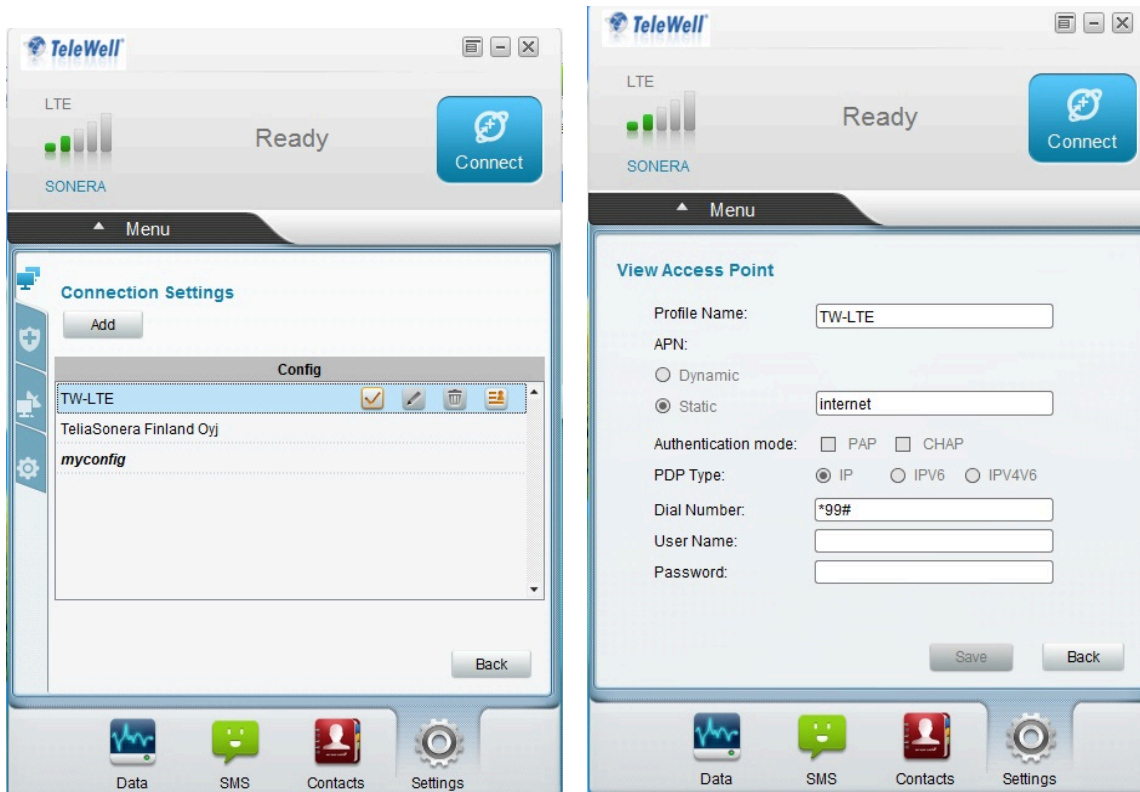 TeleWell
LTE
Ready
Connect
SONERA
Menu
Connection Settings
Add
Config
TW-LTE
TeliaSonera Finland Oyj
myconfig
Back
Data SMS Contacts Settings
TeleWell
LTE
Ready
Connect
SONERA
Menu
View Access Point
Profile Name: TW-LTE
APN:
Dynamic
Static internet
Authentication mode: PAP CHAP
PDP Type: IP IPV6 IPV4V6
Dial Number: *99#
User Name:
Password:
Save Back
Data SMS Contacts Settings